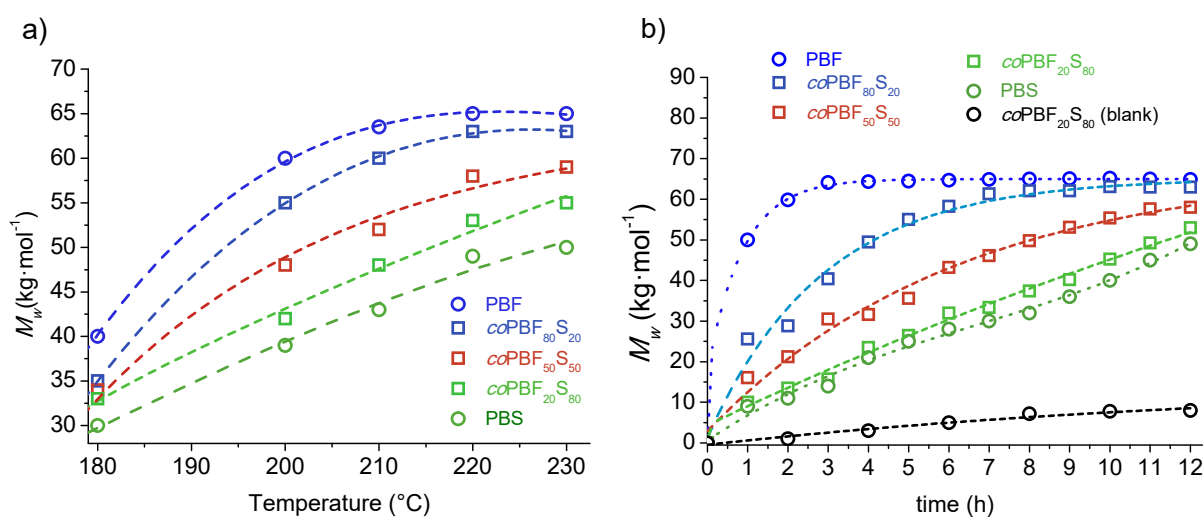 a)
70
65
60
55
50
45
40
35
30
M_w (kg·mol⁻¹)
180 190 200 210 220 230
Temperature (°C)
PBF
coPBF₈₀S₂₀
coPBF₅₀S₅₀
coPBF₂₀S₈₀
PBS
b)
PBF
coPBF₈₀S₂₀
coPBF₅₀S₅₀
coPBF₂₀S₈₀
PBS
coPBF₂₀S₈₀ (blank)
90
80
70
60
50
40
30
20
10
0
M_w (kg·mol⁻¹)
0 1 2 3 4 5 6 7 8 9 10 11 12
time (h)